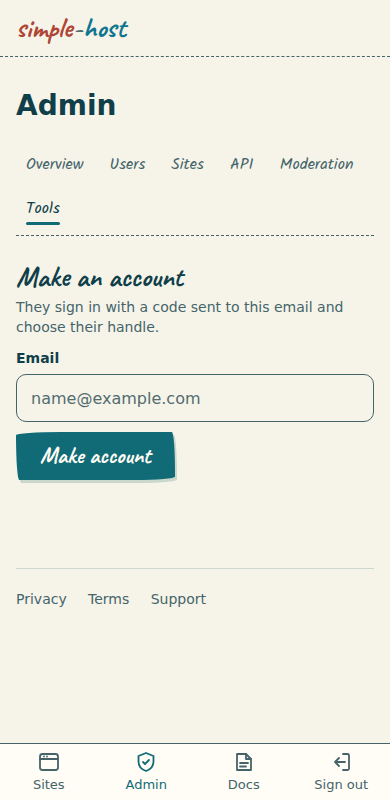 simple-host
Admin
Overview Users Sites API Moderation
Tools
Make an account
They sign in with a code sent to this email and
choose their handle.
Email
name@example.com
Make account
Privacy Terms Support
Sites Admin Docs Sign out